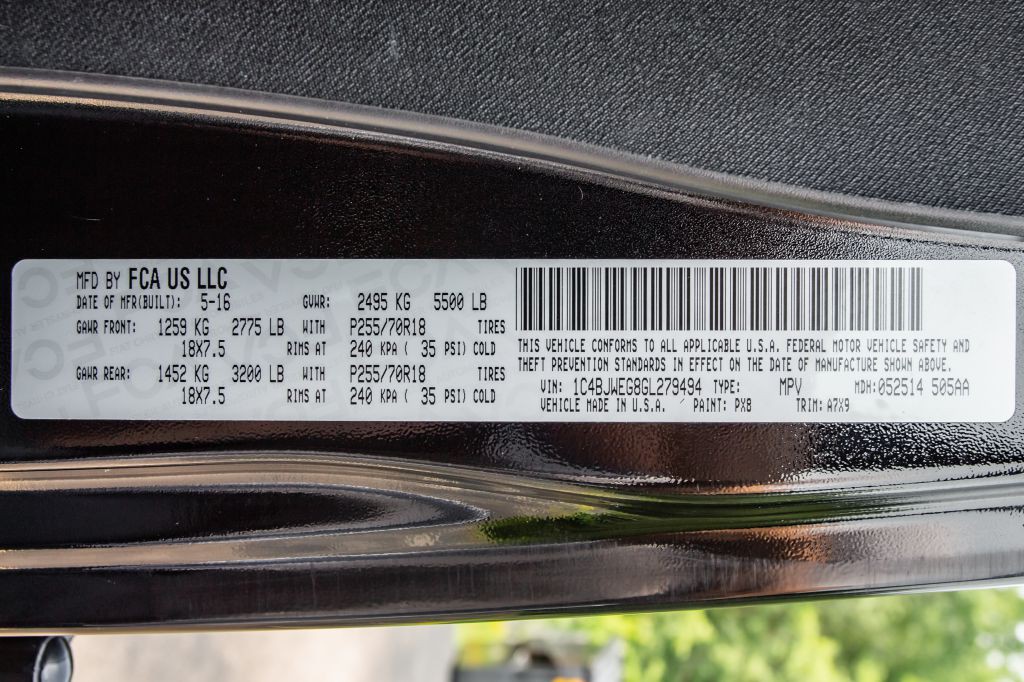 MFD BY FCA US LLC
DATE OF MFR(BUILT): 5-16 GVWR: 2495 KG 5500 LB
GAWR FRONT: 1259 KG 2775 LB WITH P255/70R18 TIRES
18X7.5 RIMS AT 240 KPA ( 35 PSI) COLD
GAWR REAR: 1452 KG 3200 LB WITH P255/70R18 TIRES
18X7.5 RIMS AT 240 KPA ( 35 PSI) COLD
THIS VEHICLE CONFORMS TO ALL APPLICABLE U.S.A. FEDERAL MOTOR VEHICLE SAFETY AND
THEFT PREVENTION STANDARDS IN EFFECT ON THE DATE OF MANUFACTURE SHOWN ABOVE.
VIN: 1C4BJWEG8GL279494 TYPE: MPV MDH: 052514 505AA
VEHICLE MADE IN U.S.A. PAINT: PX8 TRIM: A7X9